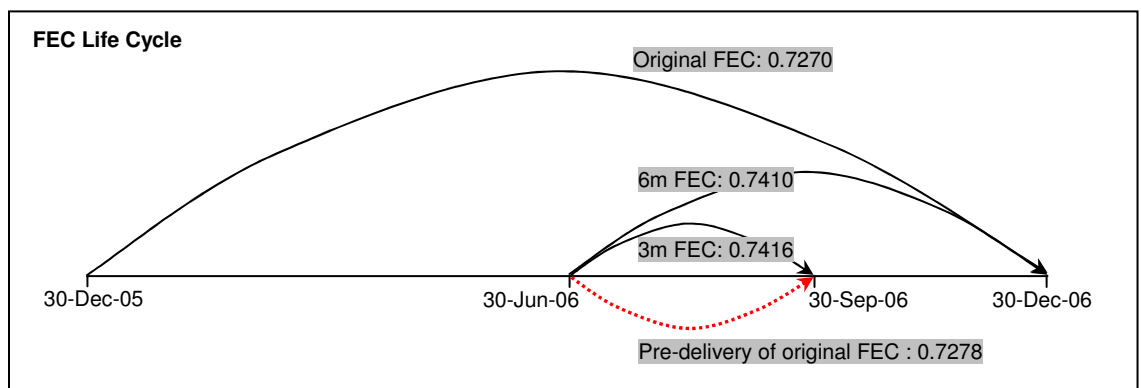 FEC Life Cycle
Original FEC: 0.7270
6m FEC: 0.7410
3m FEC: 0.7416
30-Dec-05
30-Jun-06
30-Sep-06
30-Dec-06
Pre-delivery of original FEC : 0.7278